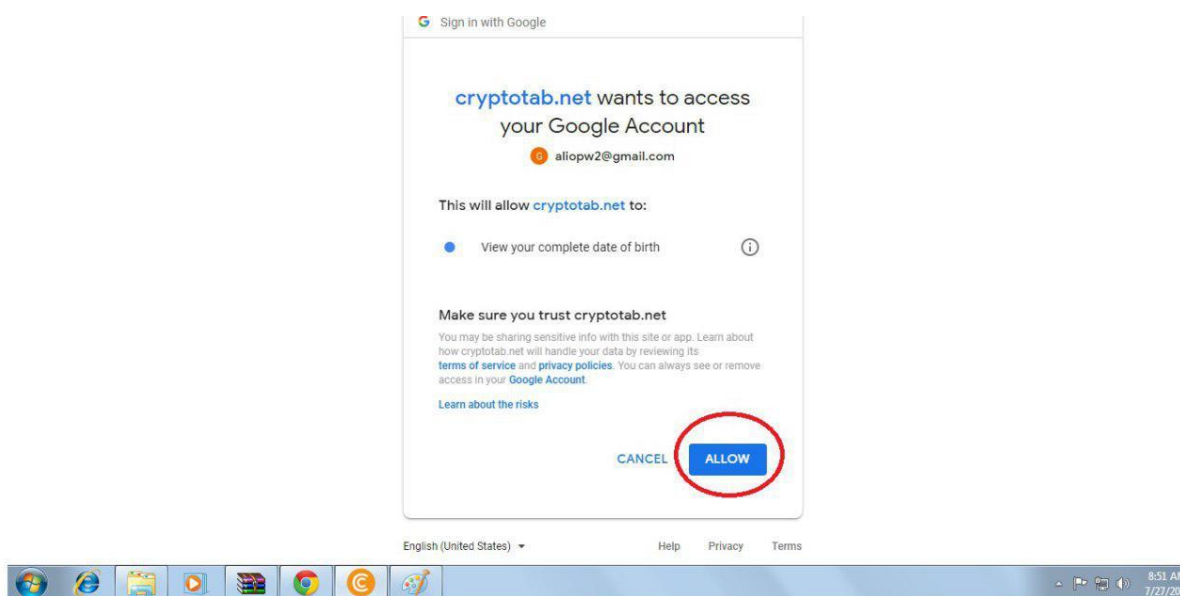 Sign in with Google
cryptotab.net wants to access
your Google Account
G aliopw2@gmail.com
This will allow cryptotab.net to:
View your complete date of birth
Make sure you trust cryptotab.net
You may be sharing sensitive info with this site or app. Learn about
how cryptotab.net will handle your data by reviewing its
terms of service and privacy policies. You can always see or remove
access in your Google Account.
Learn about the risks
CANCEL ALLOW
English (United States) Help Privacy Terms
8:51
7/27/20